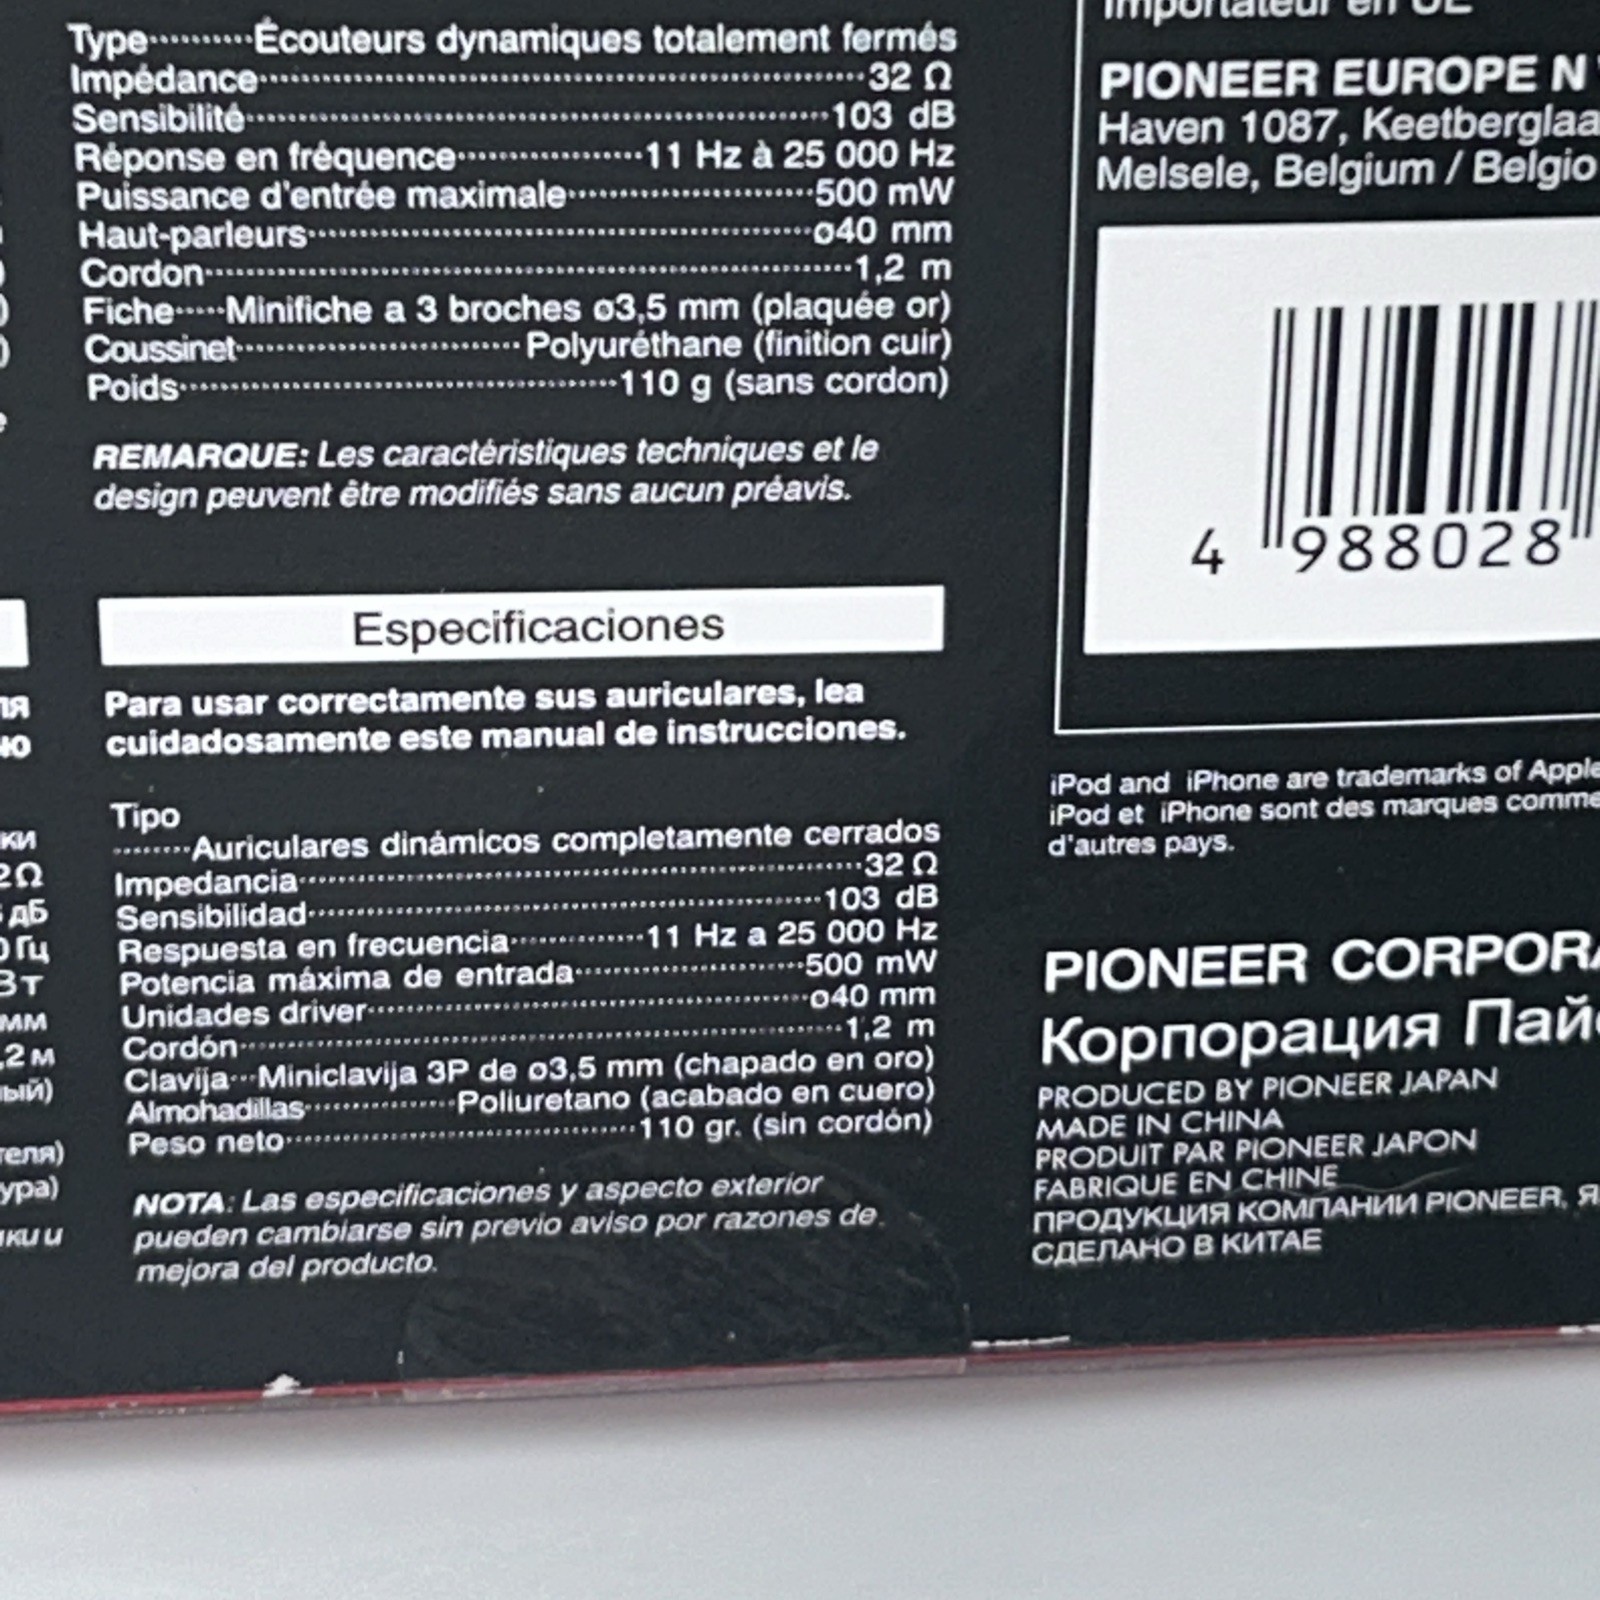 Type··········Écouteurs dynamiques totalement fermés
Impédance··········32 Ω
Sensibilité··········103 dB
Réponse en fréquence··········11 Hz à 25 000 Hz
Puissance d'entrée maximale··········500 mW
Haut-parleurs··········ø40 mm
Cordon··········1,2 m
Fiche·····Minifiche a 3 broches ø3,5 mm (plaquée or)
Coussinet··········Polyuréthane (finition cuir)
Poids··········110 g (sans cordon)
REMARQUE: Les caractéristiques techniques et le
design peuvent être modifiés sans aucun préavis.
Especificaciones
Para usar correctamente sus auriculares, lea
cuidadosamente este manual de instrucciones.
Tipo
········Auriculares dinámicos completamente cerrados
Impedancia··········32 Ω
Sensibilidad··········103 dB
Respuesta en frecuencia··········11 Hz a 25 000 Hz
Potencia máxima de entrada··········500 mW
Unidades driver··········ø40 mm
Cordón··········1,2 m
Clavija···Miniclavija 3P de ø3,5 mm (chapado en oro)
Almohadillas··········Poliuretano (acabado en cuero)
Peso neto··········110 gr. (sin cordón)
NOTA: Las especificaciones y aspecto exterior
pueden cambiarse sin previo aviso por razones de
mejora del producto.
Importateur en UE
PIONEER EUROPE N
Haven 1087,
Melsele, Belgium /
4 988028
iPod and iPhone are trademarks of Apple
iPod et iPhone sont des marques
d'autres pays.
PIONEER
Корпорация
PRODUCED BY PIONEER JAPAN
MADE IN CHINA
PRODUIT PAR PIONEER JAPON
FABRIQUE EN CHINE
ПРОДУКЦИЯ КОМПАНИИ PIONEER,
СДЕЛАНО В КИТАЕ